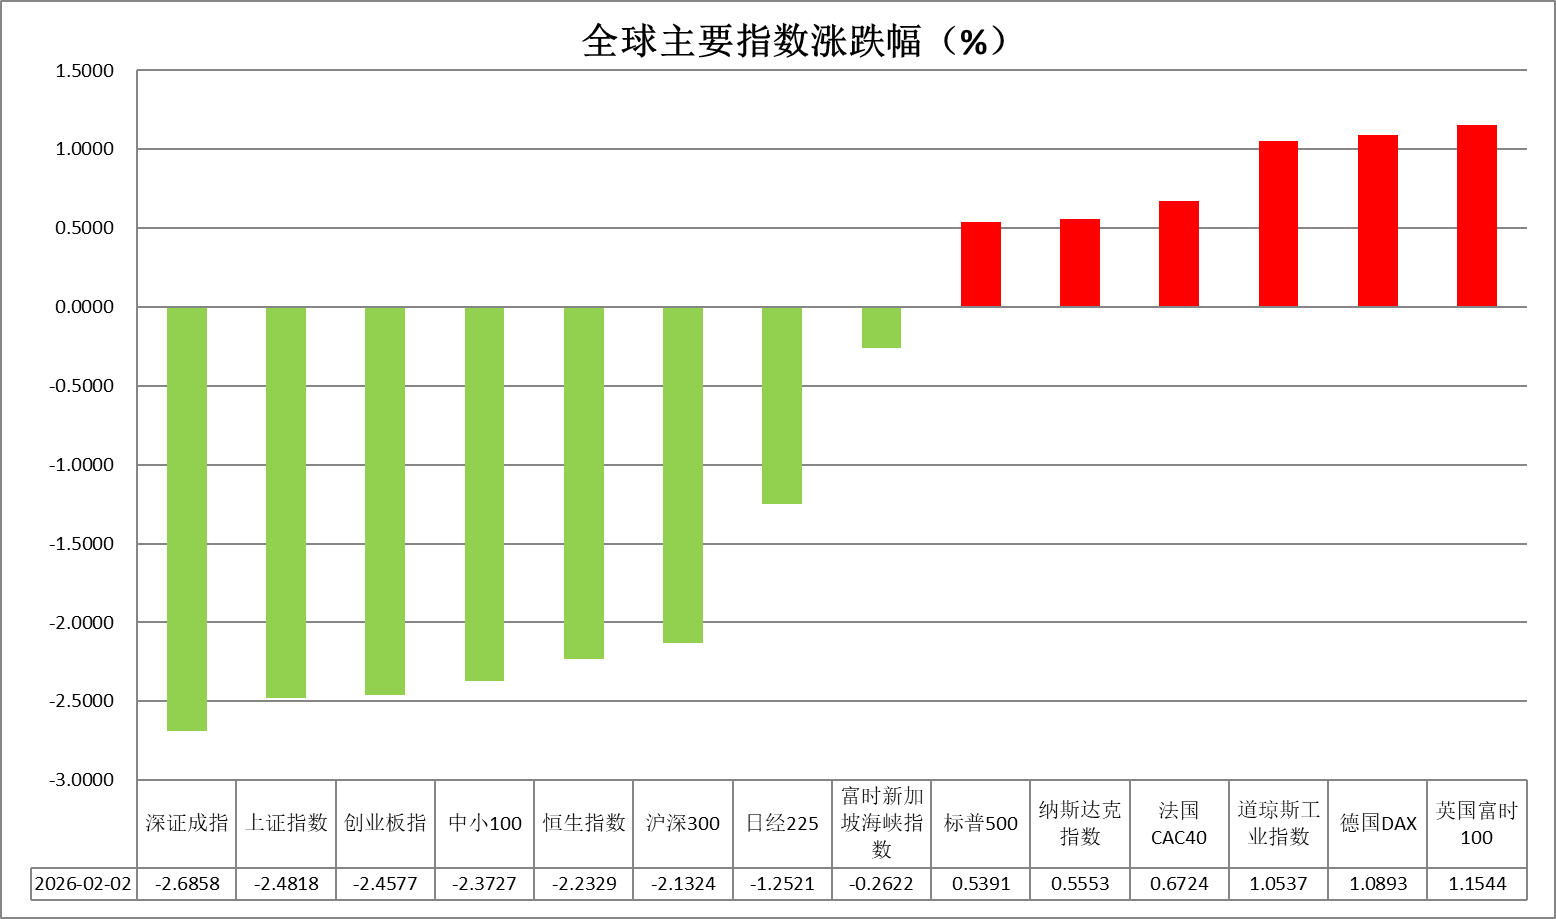 全球主要指数涨跌幅（%）
1.5000
1.0000
0.5000
0.0000
-0.5000
-1.0000
-1.5000
-2.0000
-2.5000
-3.0000
深证成指
上证指数
创业板指
中小100
恒生指数
沪深300
日经225
富时新加
坡海峡指
数
标普500
纳斯达克
指数
法国
CAC40
道琼斯工
业指数
德国DAX
英国富时
100
2026-02-02 -2.6858 -2.4818 -2.4577 -2.3727 -2.2329 -2.1324 -1.2521 -0.2622 0.5391 0.5553 0.6724 1.0537 1.0893 1.1544